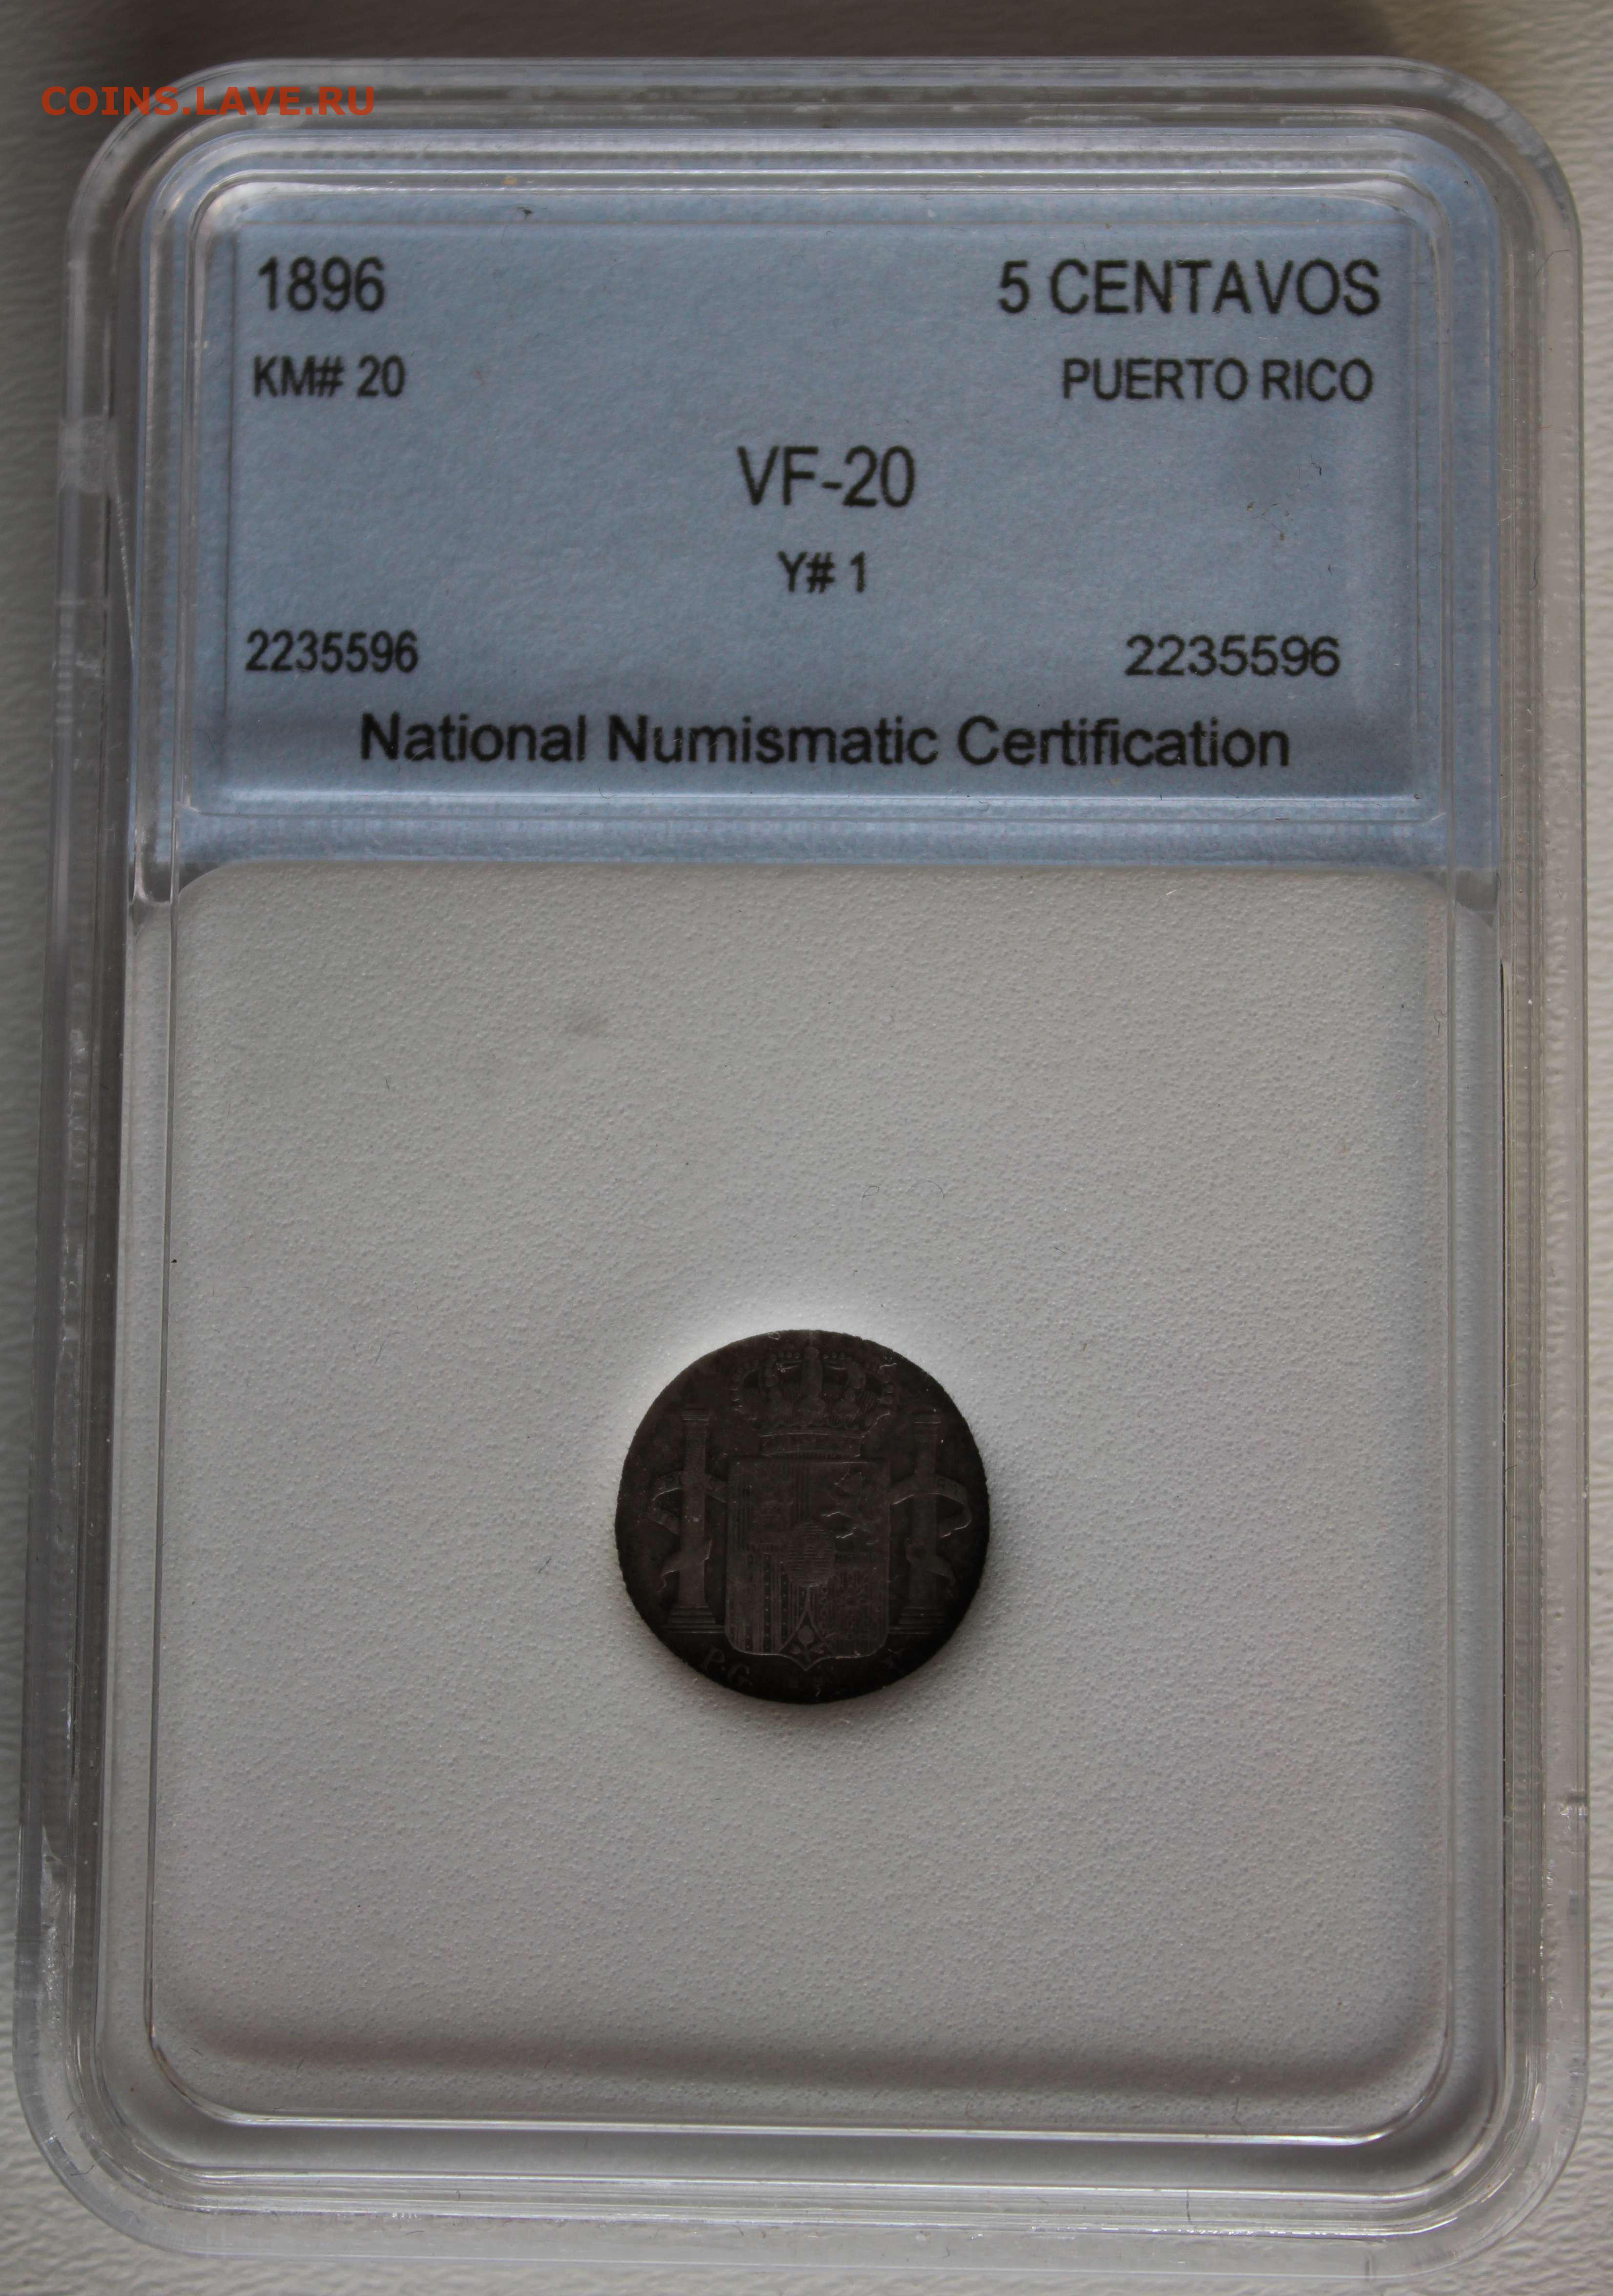 COINS.LAVE.RU
1896 5 CENTAVOS
KM# 20 PUERTO RICO
VF-20
Y# 1
2235596 2235596
National Numismatic Certification
P.G.